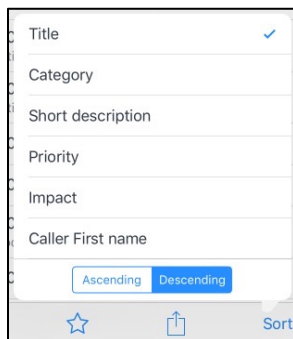 Title
Category
Short description
Priority
Impact
Caller First name
Ascending Descending
Sort